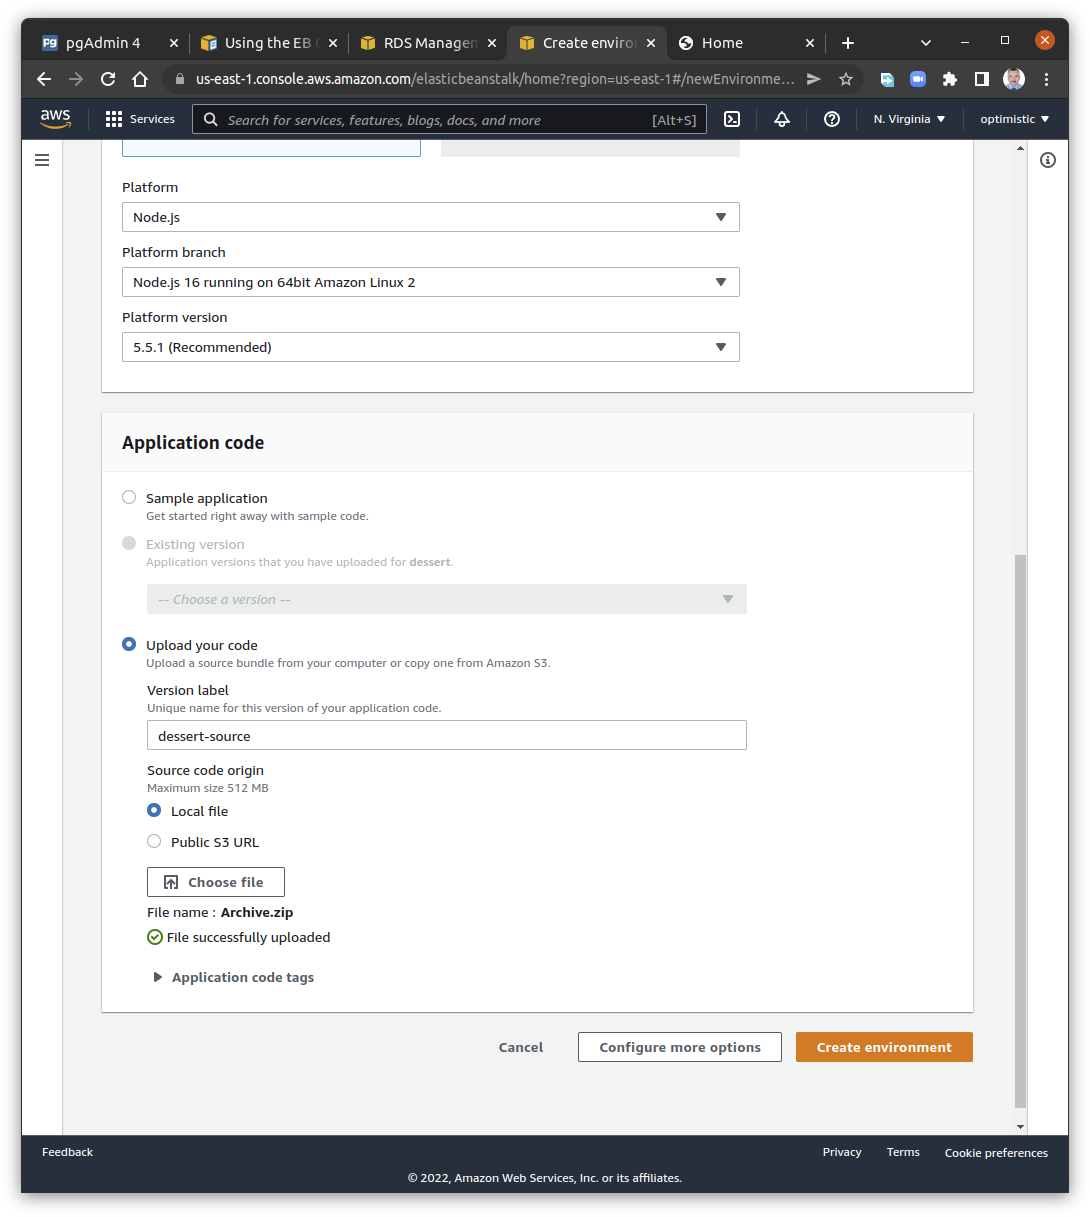 pgAdmin 4
Using the EB C
RDS Managem
Create enviro
Home
us-east-1.console.aws.amazon.com/elasticbeanstalk/home?region=us-east-1#/newEnvironme...
aws
Services
Search for services, features, blogs, docs, and more
[Alt+S]
N. Virginia
optimistic
Platform
Node.js
Platform branch
Node.js 16 running on 64bit Amazon Linux 2
Platform version
5.5.1 (Recommended)
Application code
Sample application
Get started right away with sample code.
Existing version
Application versions that you have uploaded for dessert.
-- Choose a version --
Upload your code
Upload a source bundle from your computer or copy one from Amazon S3.
Version label
Unique name for this version of your application code.
dessert-source
Source code origin
Maximum size 512 MB
Local file
Public S3 URL
Choose file
File name : Archive.zip
File successfully uploaded
Application code tags
Cancel
Configure more options
Create environment
Feedback
Privacy
Terms
Cookie preferences
© 2022, Amazon Web Services, Inc. or its affiliates.